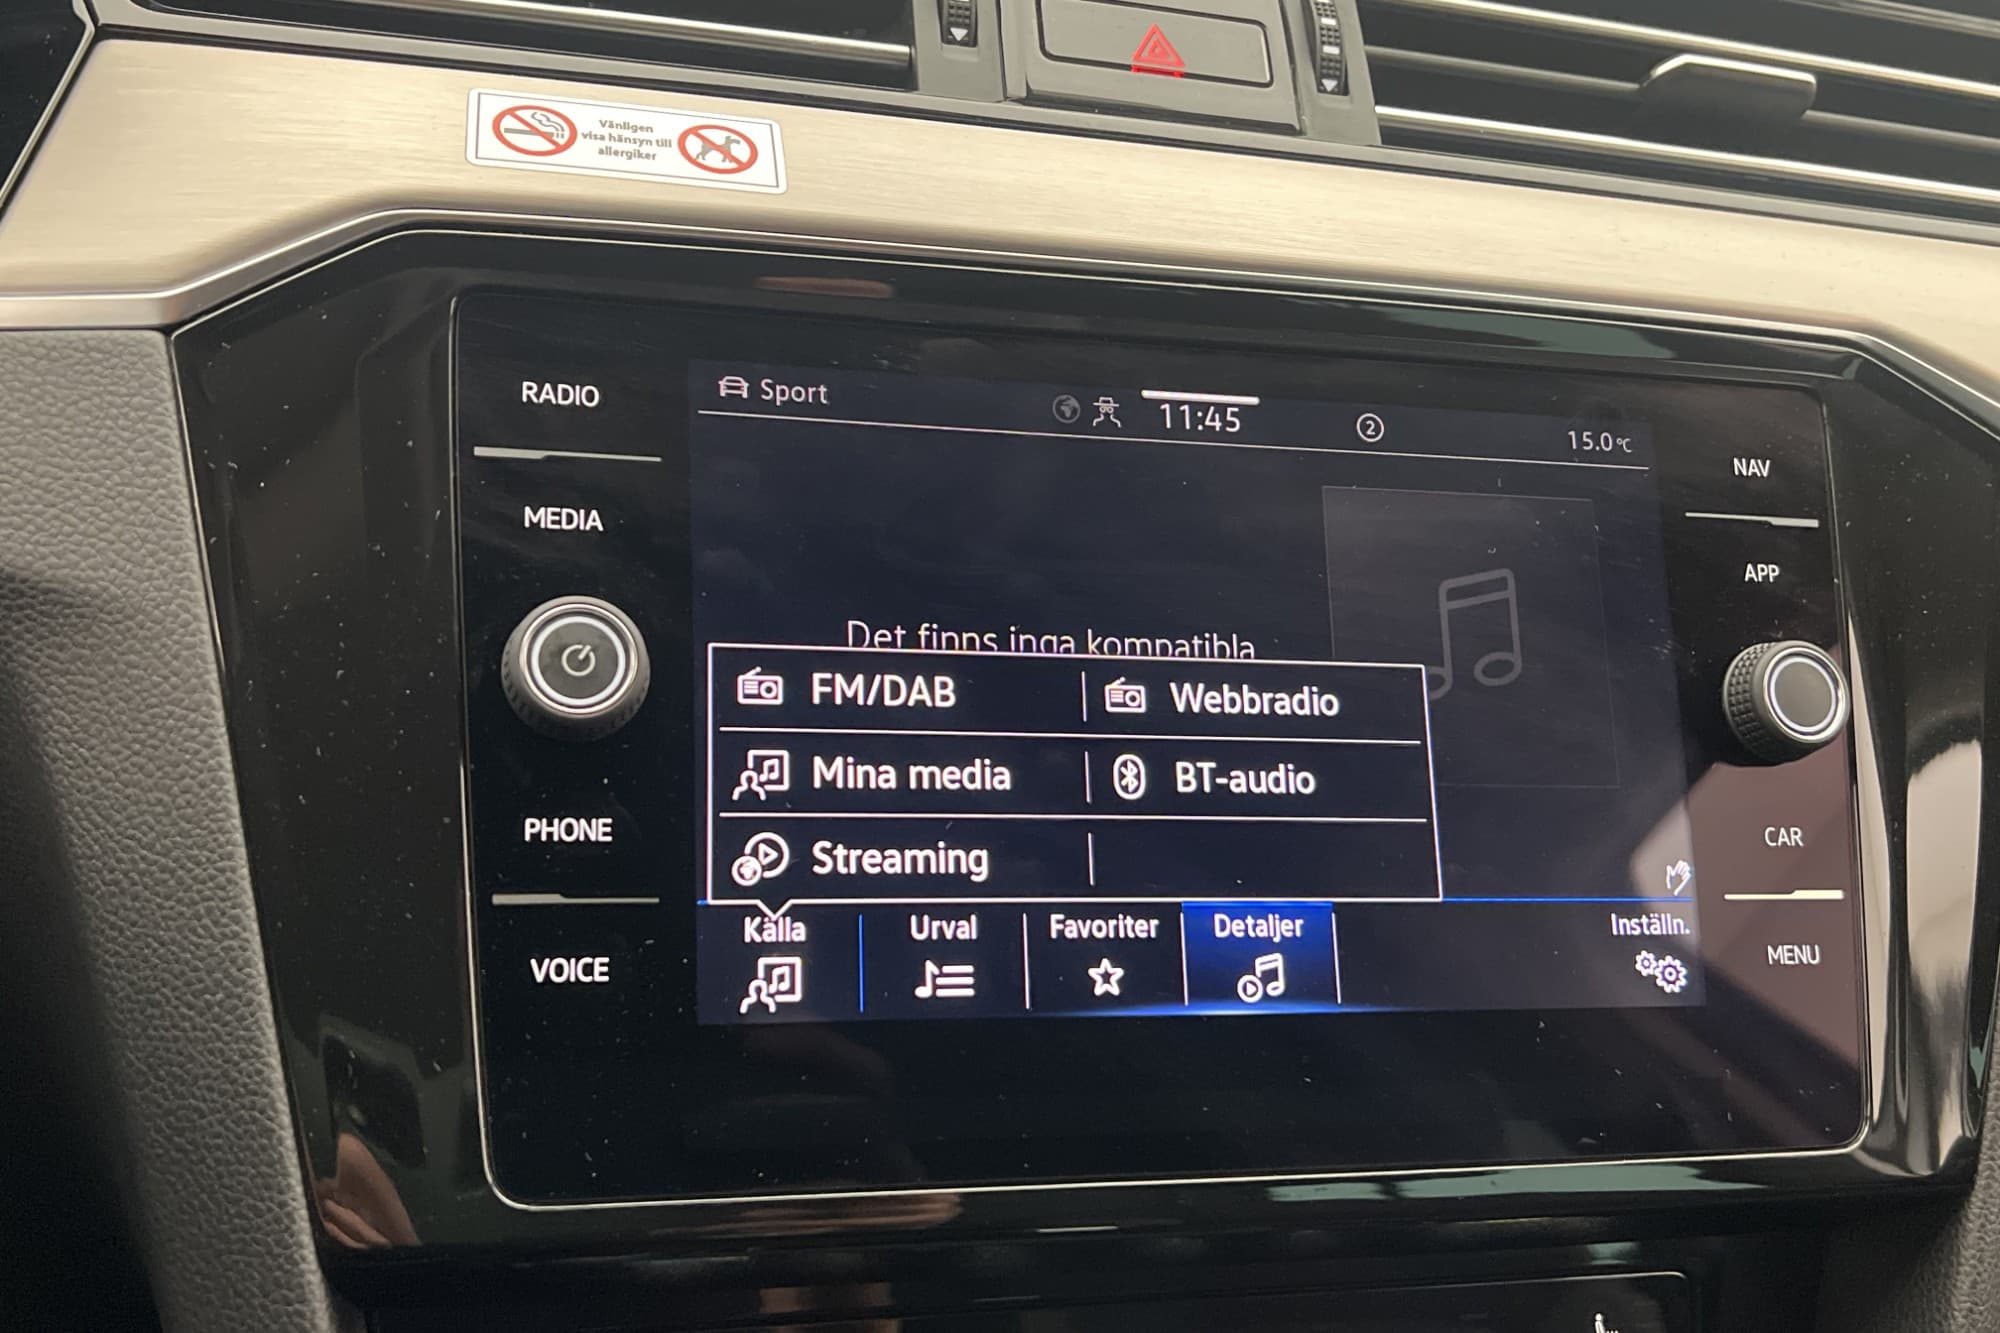 Vänligen
visa hänsyn till
allergiker
RADIO
MEDIA
PHONE
VOICE
Sport
11:45
2
15.0°C
Det finns inga kompatibla
FM/DAB
Webbradio
Mina media
BT-audio
Streaming
Källa
Urval
Favoriter
Detaljer
Inställn.
NAV
APP
CAR
MENU